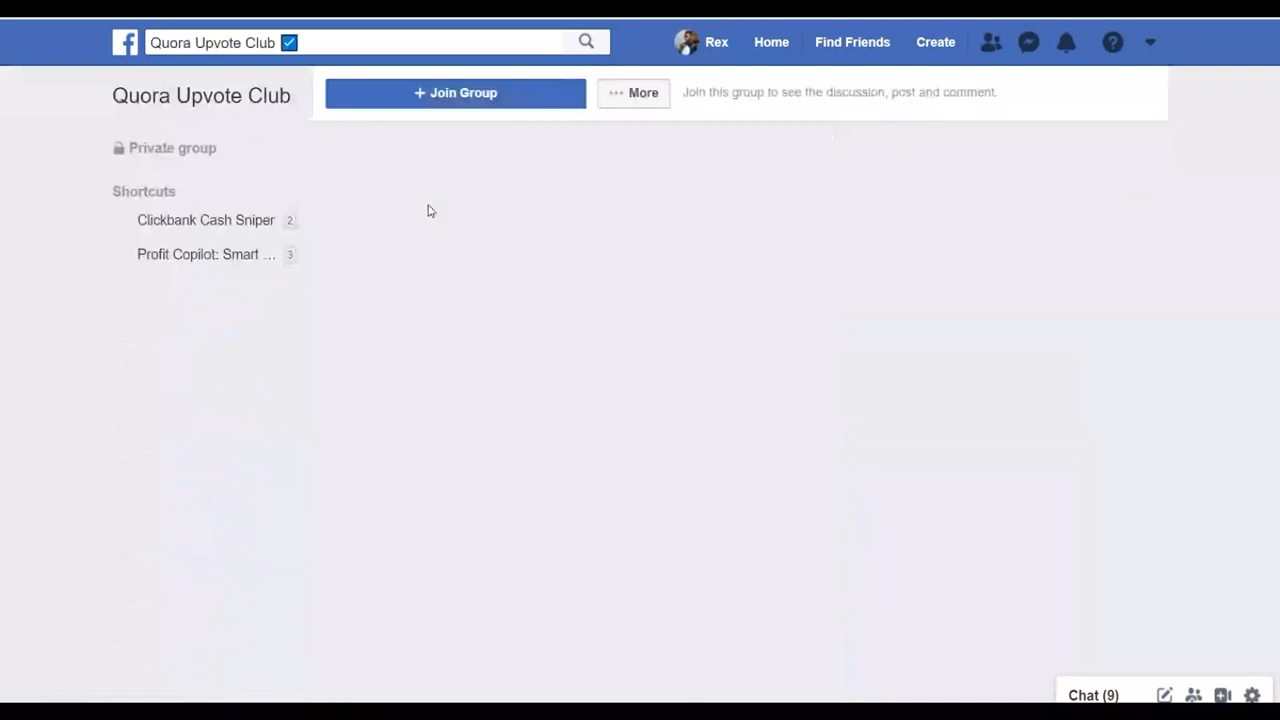 Quora Upvote Club
Rex
Home
Find Friends
Create
Quora Upvote Club
+ Join Group
··· More
Join this group to see the discussion, post and comment.
Private group
Shortcuts
Clickbank Cash Sniper 2
Profit Copilot: Smart ... 3
Chat (9)